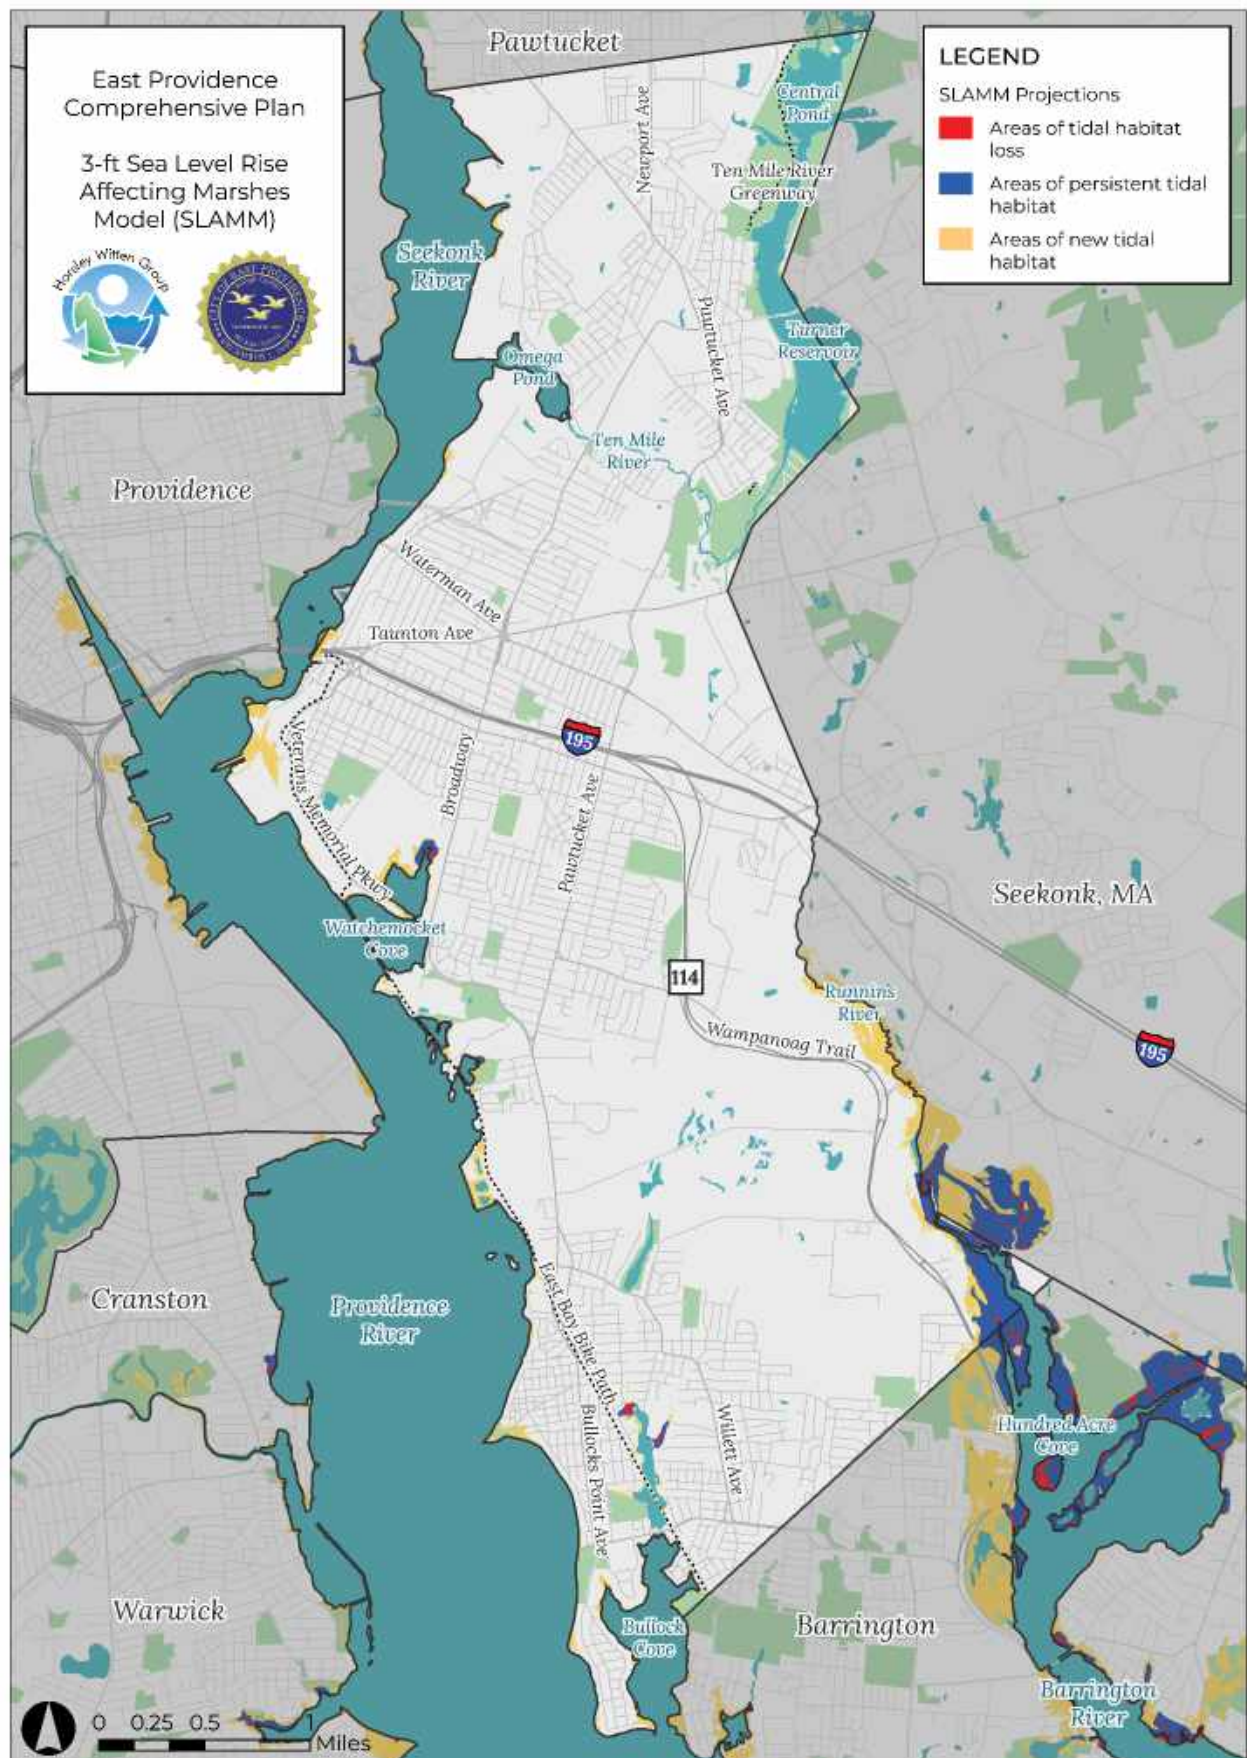 East Providence
Comprehensive Plan
3-ft Sea Level Rise
Affecting Marshes
Model (SLAMM)
Horsley Witten Group
LEGEND
SLAMM Projections
Areas of tidal habitat
loss
Areas of persistent tidal
habitat
Areas of new tidal
habitat
Pawtucket
Central
Pond
Newport Ave
Ten Mile River
Greenway
Seekonk
River
Pawtucket Ave
Turner
Reservoir
Omega
Pond
Ten Mile
River
Providence
Waterman Ave
Taunton Ave
195
Veterans Memorial Pkwy
Broadway
Pawtucket Ave
Seekonk, MA
Watchemocket
Cove
114
Runnins
River
Wampanoag Trail
195
Cranston
Providence
River
East Bay Bike Path
Bullocks Point Ave
Willett Ave
Hundred Acre
Cove
Warwick
Bullock
Cove
Barrington
Barrington
River
0 0.25 0.5 1
Miles